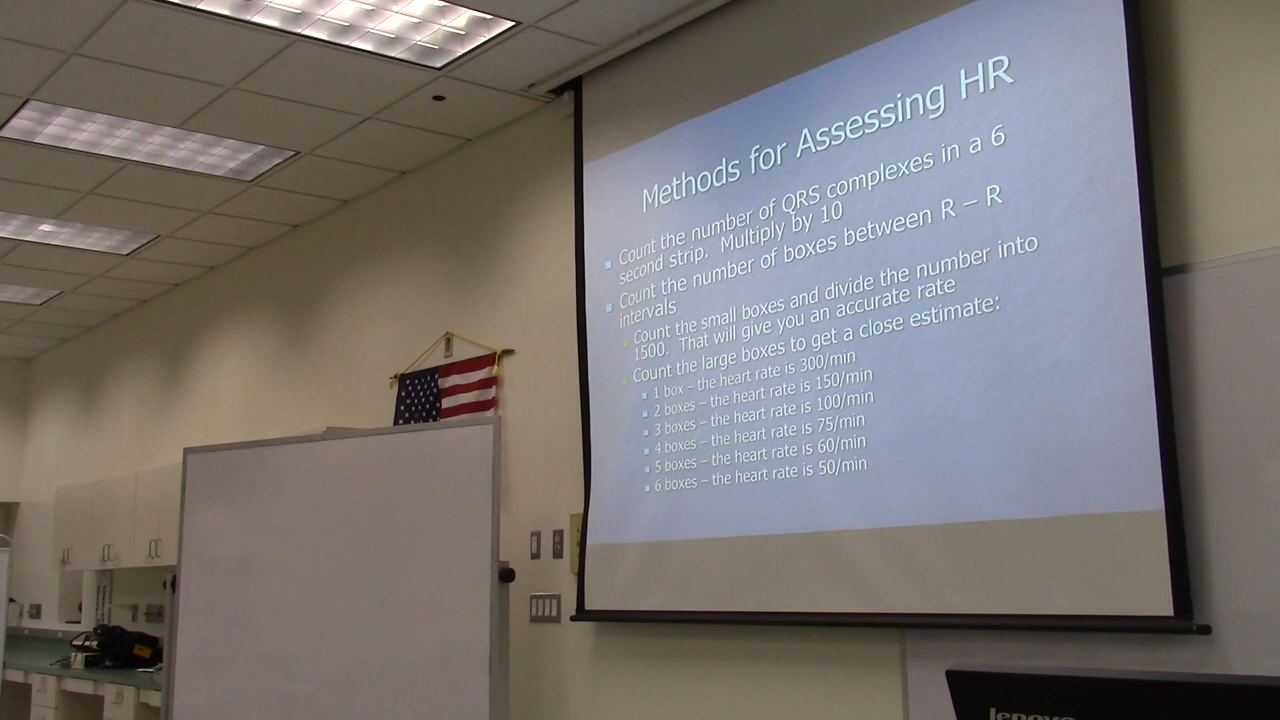 Methods for Assessing HR
Count the number of QRS complexes in a 6
second strip. Multiply by 10
Count the number of boxes between R – R
intervals
Count the small boxes and divide the number into
1500. That will give you an accurate rate
Count the large boxes to get a close estimate:
1 box – the heart rate is 300/min
2 boxes – the heart rate is 150/min
3 boxes – the heart rate is 100/min
4 boxes – the heart rate is 75/min
5 boxes – the heart rate is 60/min
6 boxes – the heart rate is 50/min
lenovo